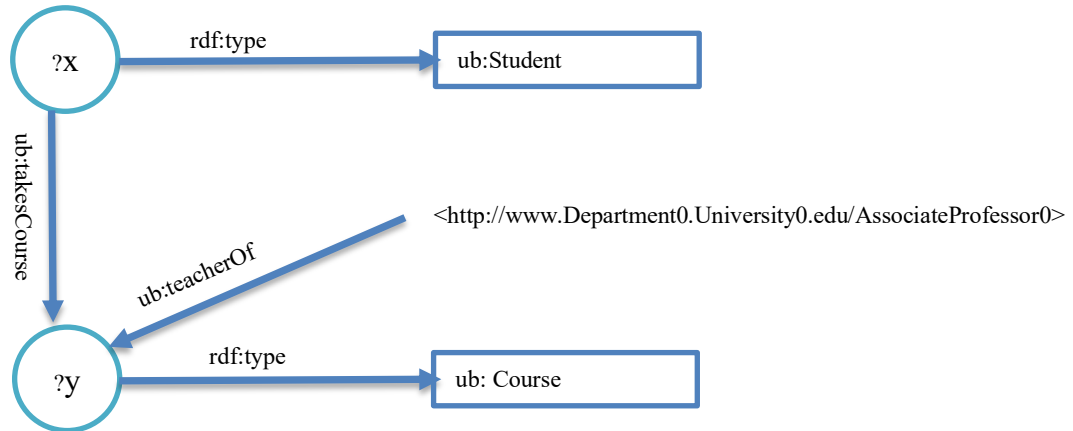 ?x
rdf:type
ub:Student
ub:takesCourse
<http://www.Department0.University0.edu/AssociateProfessor0>
ub:teacherOf
?y
rdf:type
ub: Course